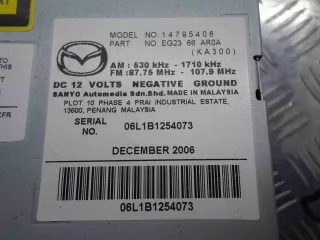 MODEL NO: 14795406
PART NO. EG23 66 AR0A
(KA300)
AM : 530 kHz - 1710 kHz
FM : 87.75 MHz - 107.9 MHz
DC 12 VOLTS NEGATIVE GROUND
SANYO Automedia Sdn.Bhd. MADE IN MALAYSIA
PLOT 10 PHASE 4 PRAI INDUSTRIAL ESTATE,
13600, PENANG MALAYSIA
SERIAL NO. 06L1B1254073
DECEMBER 2006
06L1B1254073